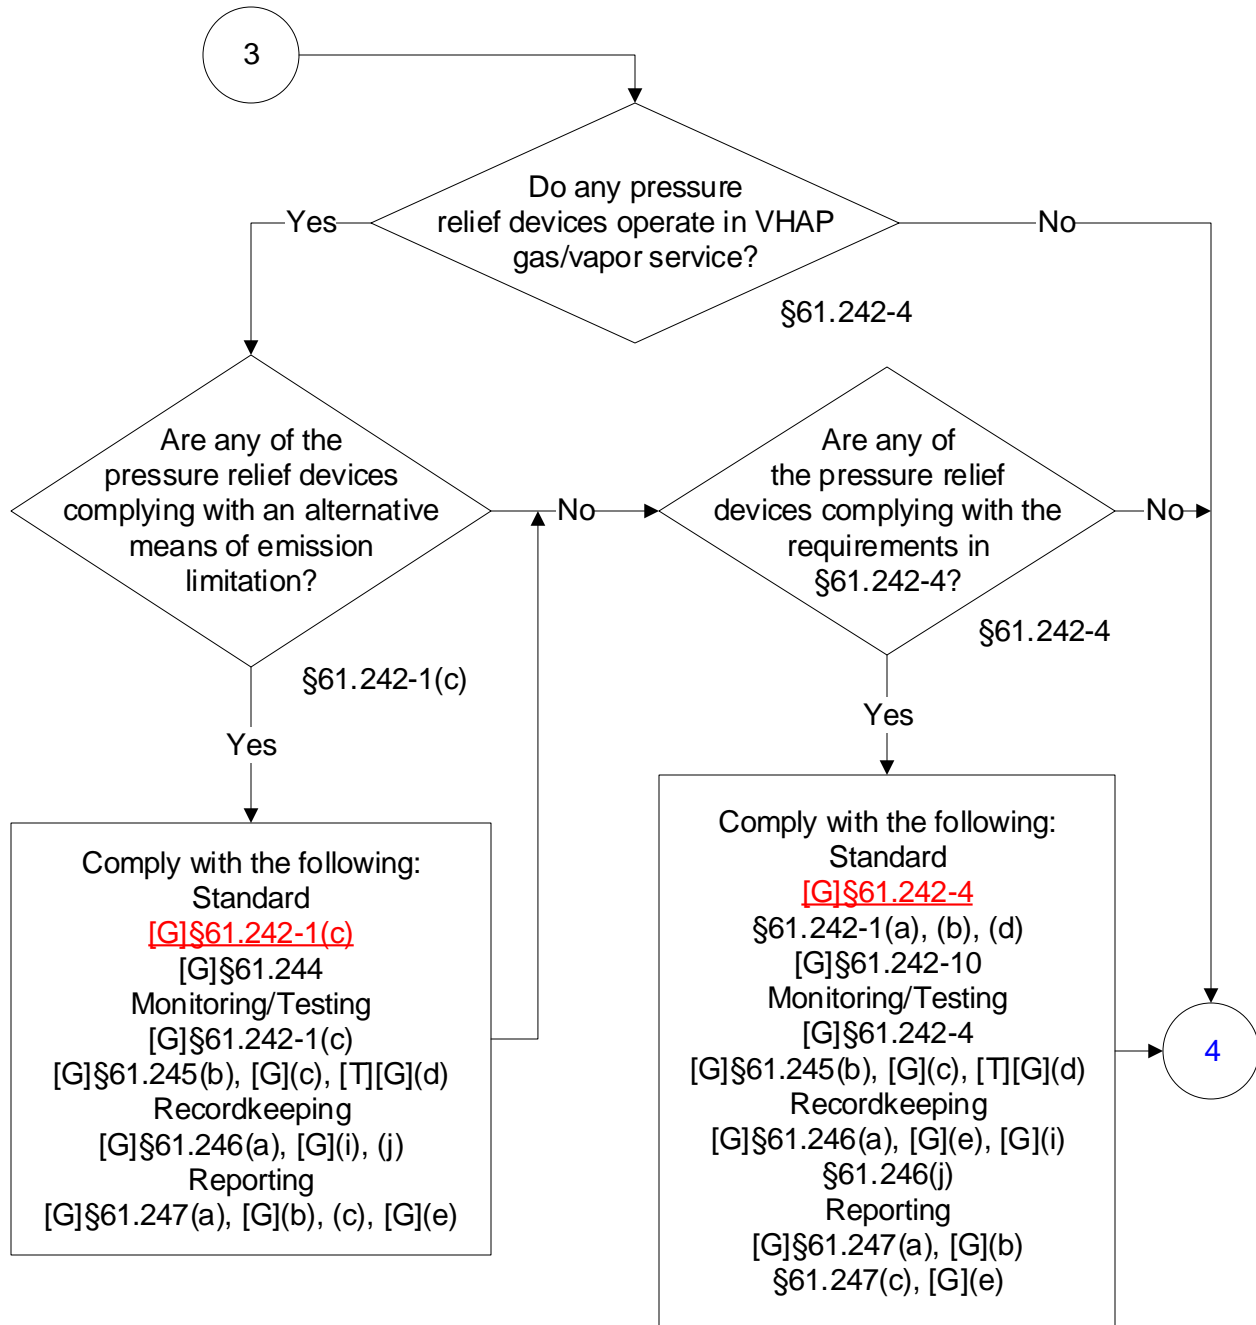 3
Do any pressure
relief devices operate in VHAP
gas/vapor service?
Yes
No
§61.242-4
Are any of the
pressure relief devices
complying with an alternative
means of emission
limitation?
No
§61.242-1(c)
Yes
Are any of
the pressure relief
devices complying with the
requirements in
§61.242-4?
No
§61.242-4
Yes
Comply with the following:
Standard
[G]§61.242-1(c)
[G]§61.244
Monitoring/Testing
[G]§61.242-1(c)
[G]§61.245(b), [G](c), [T][G](d)
Recordkeeping
[G]§61.246(a), [G](i), (j)
Reporting
[G]§61.247(a), [G](b), (c), [G](e)
Comply with the following:
Standard
[G]§61.242-4
§61.242-1(a), (b), (d)
[G]§61.242-10
Monitoring/Testing
[G]§61.242-4
[G]§61.245(b), [G](c), [T][G](d)
Recordkeeping
[G]§61.246(a), [G](e), [G](i)
§61.246(j)
Reporting
[G]§61.247(a), [G](b)
§61.247(c), [G](e)
4